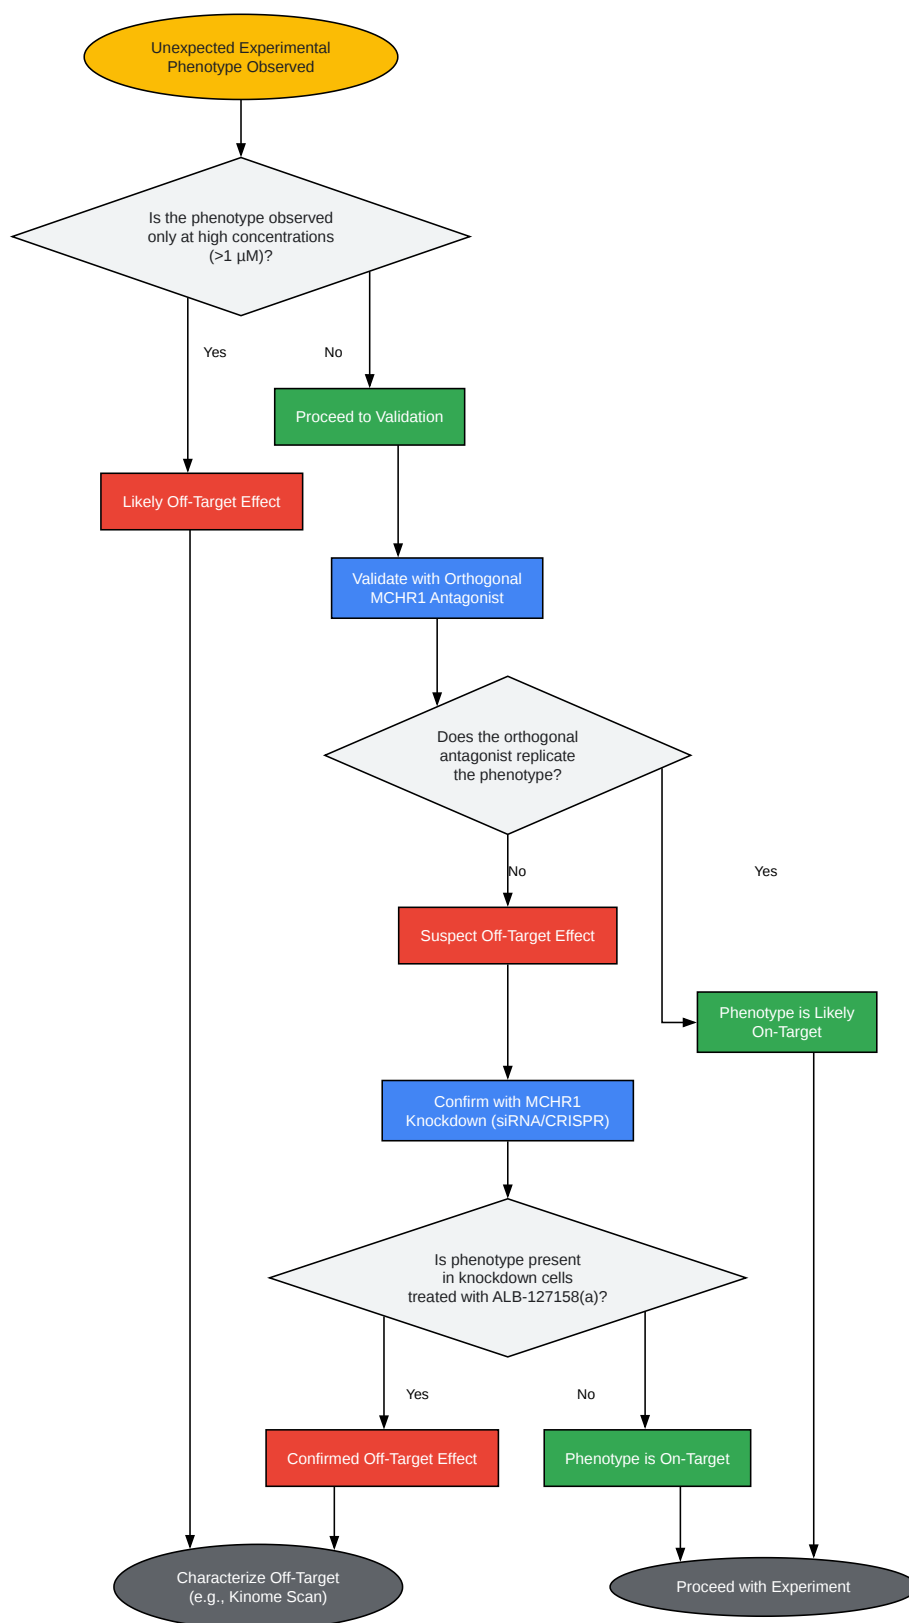 Unexpected Experimental
Phenotype Observed
Is the phenotype observed
only at high concentrations
(>1 µM)?
Yes
No
Proceed to Validation
Likely Off-Target Effect
Validate with Orthogonal
MCHR1 Antagonist
Does the orthogonal
antagonist replicate
the phenotype?
No
Yes
Suspect Off-Target Effect
Phenotype is Likely
On-Target
Confirm with MCHR1
Knockdown (siRNA/CRISPR)
Is phenotype present
in knockdown cells
treated with ALB-127158(a)?
Yes
No
Confirmed Off-Target Effect
Phenotype is On-Target
Characterize Off-Target
(e.g., Kinome Scan)
Proceed with Experiment